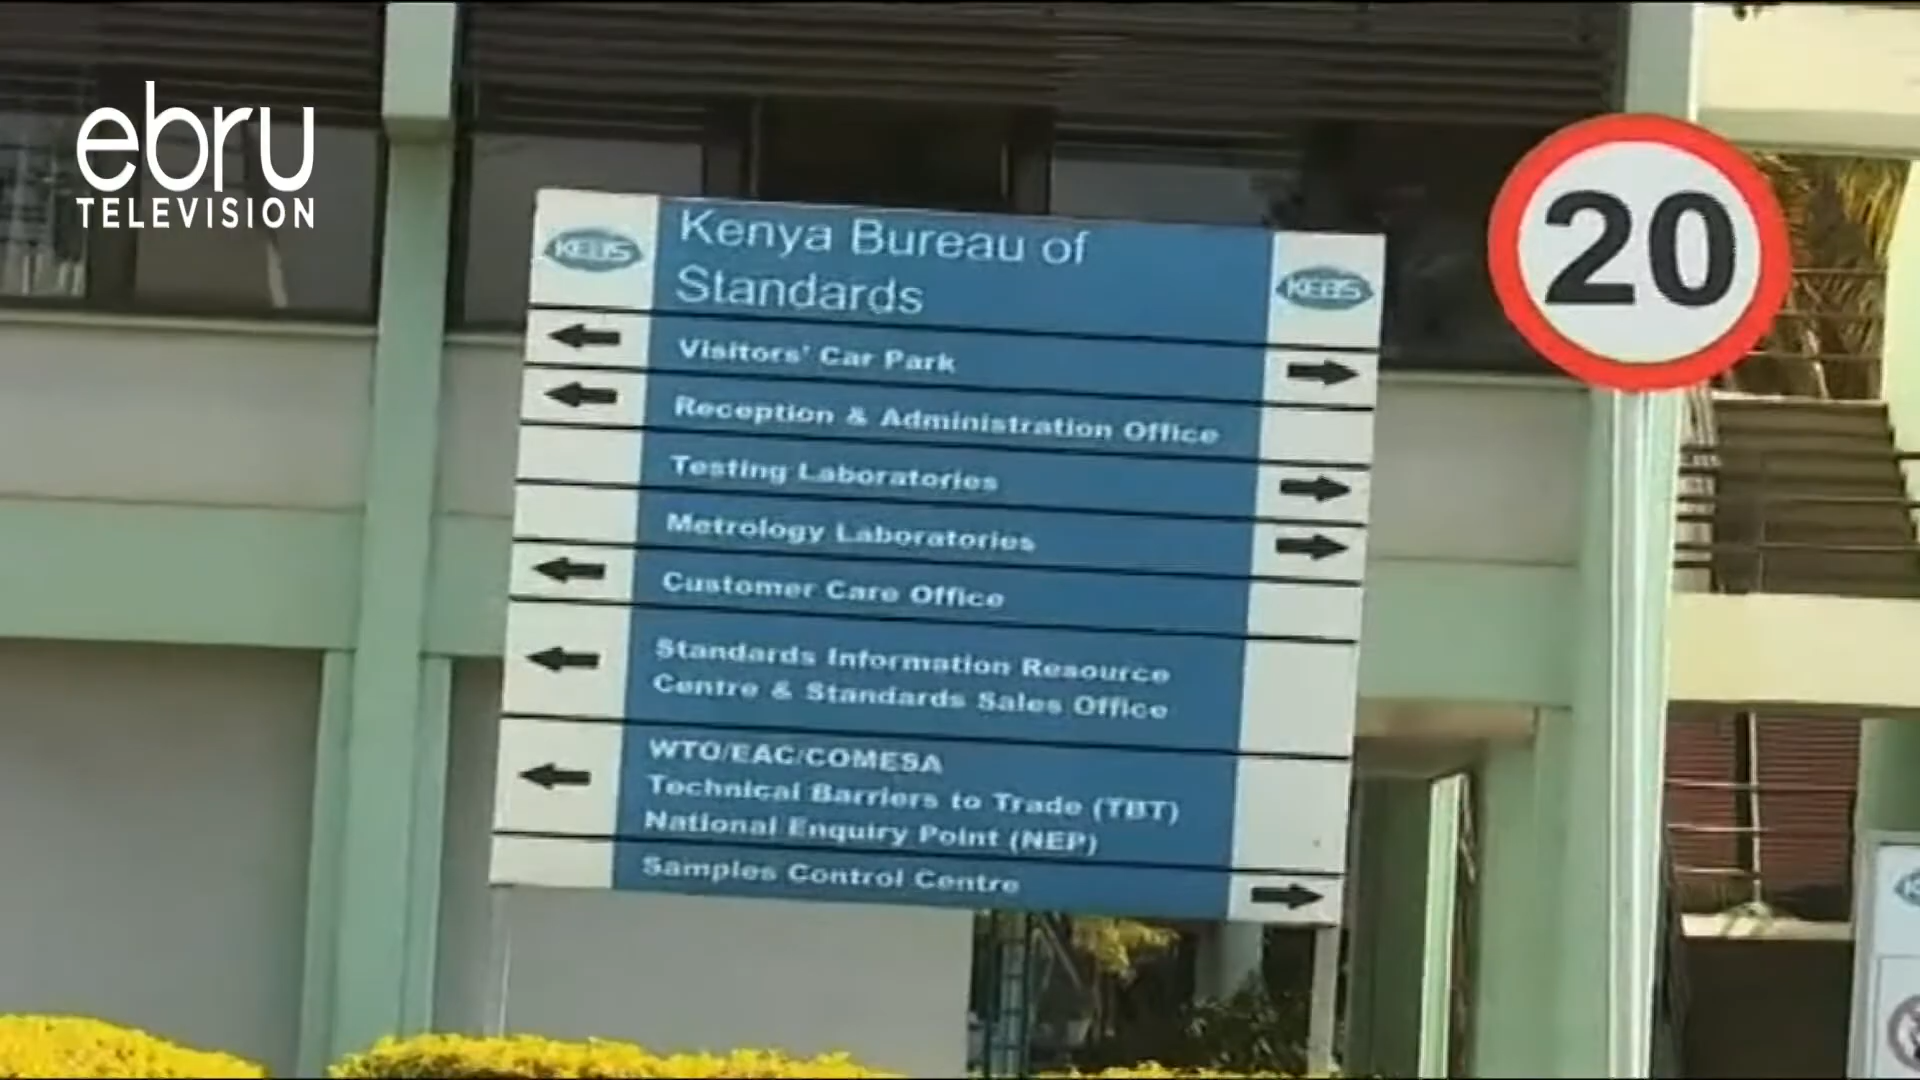 ebru
TELEVISION
KEBS
Kenya Bureau of
Standards
KEBS
20
Visitors' Car Park
Reception & Administration Office
Testing Laboratories
Metrology Laboratories
Customer Care Office
Standards Information Resource
Centre & Standards Sales Office
WTO/EAC/COMESA
Technical Barriers to Trade (TBT)
National Enquiry Point (NEP)
Samples Control Centre